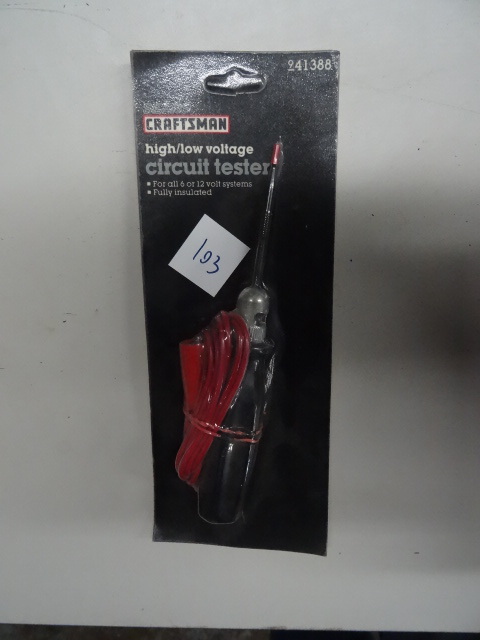 941388
CRAFTSMAN
high/low voltage
circuit tester
▪ For all 6 or 12 volt systems
▪ Fully insulated
103